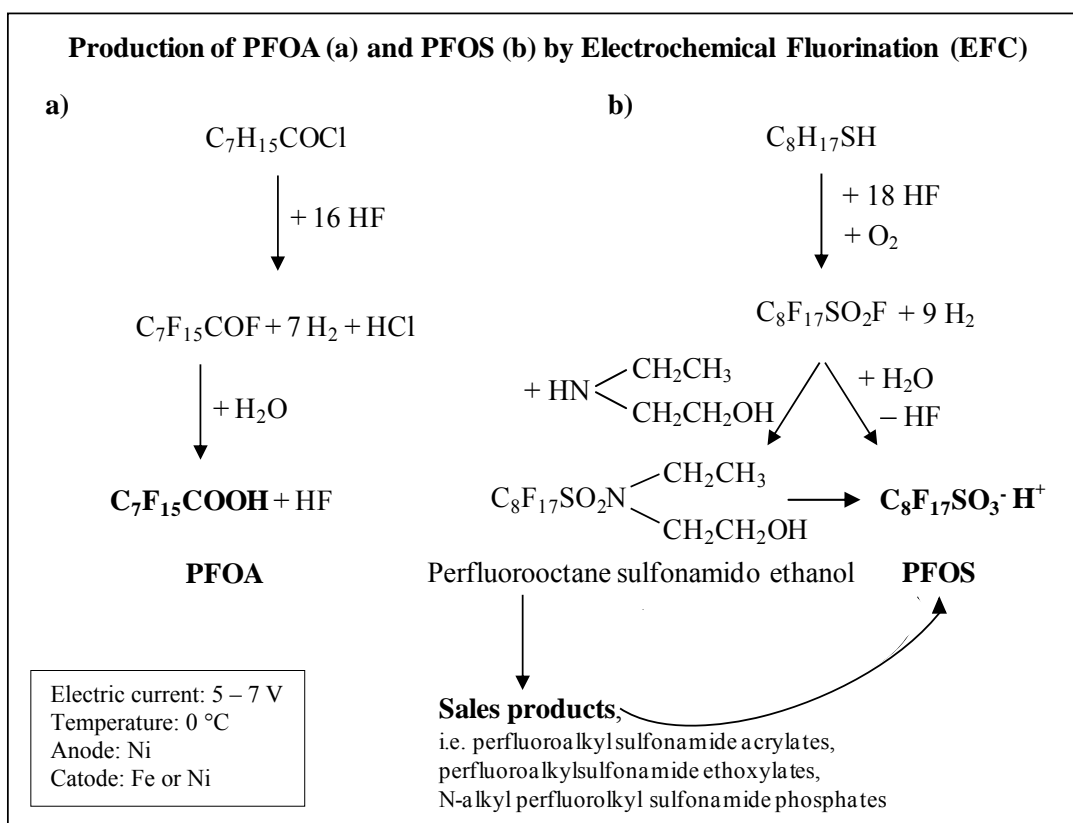 Production of PFOA (a) and PFOS (b) by Electrochemical Fluorination (EFC)
a)
C₇H₁₅COCl
+ 16 HF
C₇F₁₅COF + 7 H₂ + HCl
+ H₂O
C₇F₁₅COOH + HF
PFOA
Electric current: 5 – 7 V
Temperature: 0 °C
Anode: Ni
Catode: Fe or Ni
b)
C₈H₁₇SH
+ 18 HF
+ O₂
C₈F₁₇SO₂F + 9 H₂
+ HN
CH₂CH₃
CH₂CH₂OH
+ H₂O
– HF
CH₂CH₃
C₈F₁₇SO₂N
CH₂CH₂OH
C₈F₁₇SO₃⁻ H⁺
Perfluorooctane sulfonamido ethanol
PFOS
Sales products,
i.e. perfluoroalkylsulfonamide acrylates,
perfluoroalkylsulfonamide ethoxylates,
N-alkyl perfluorolkyl sulfonamide phosphates